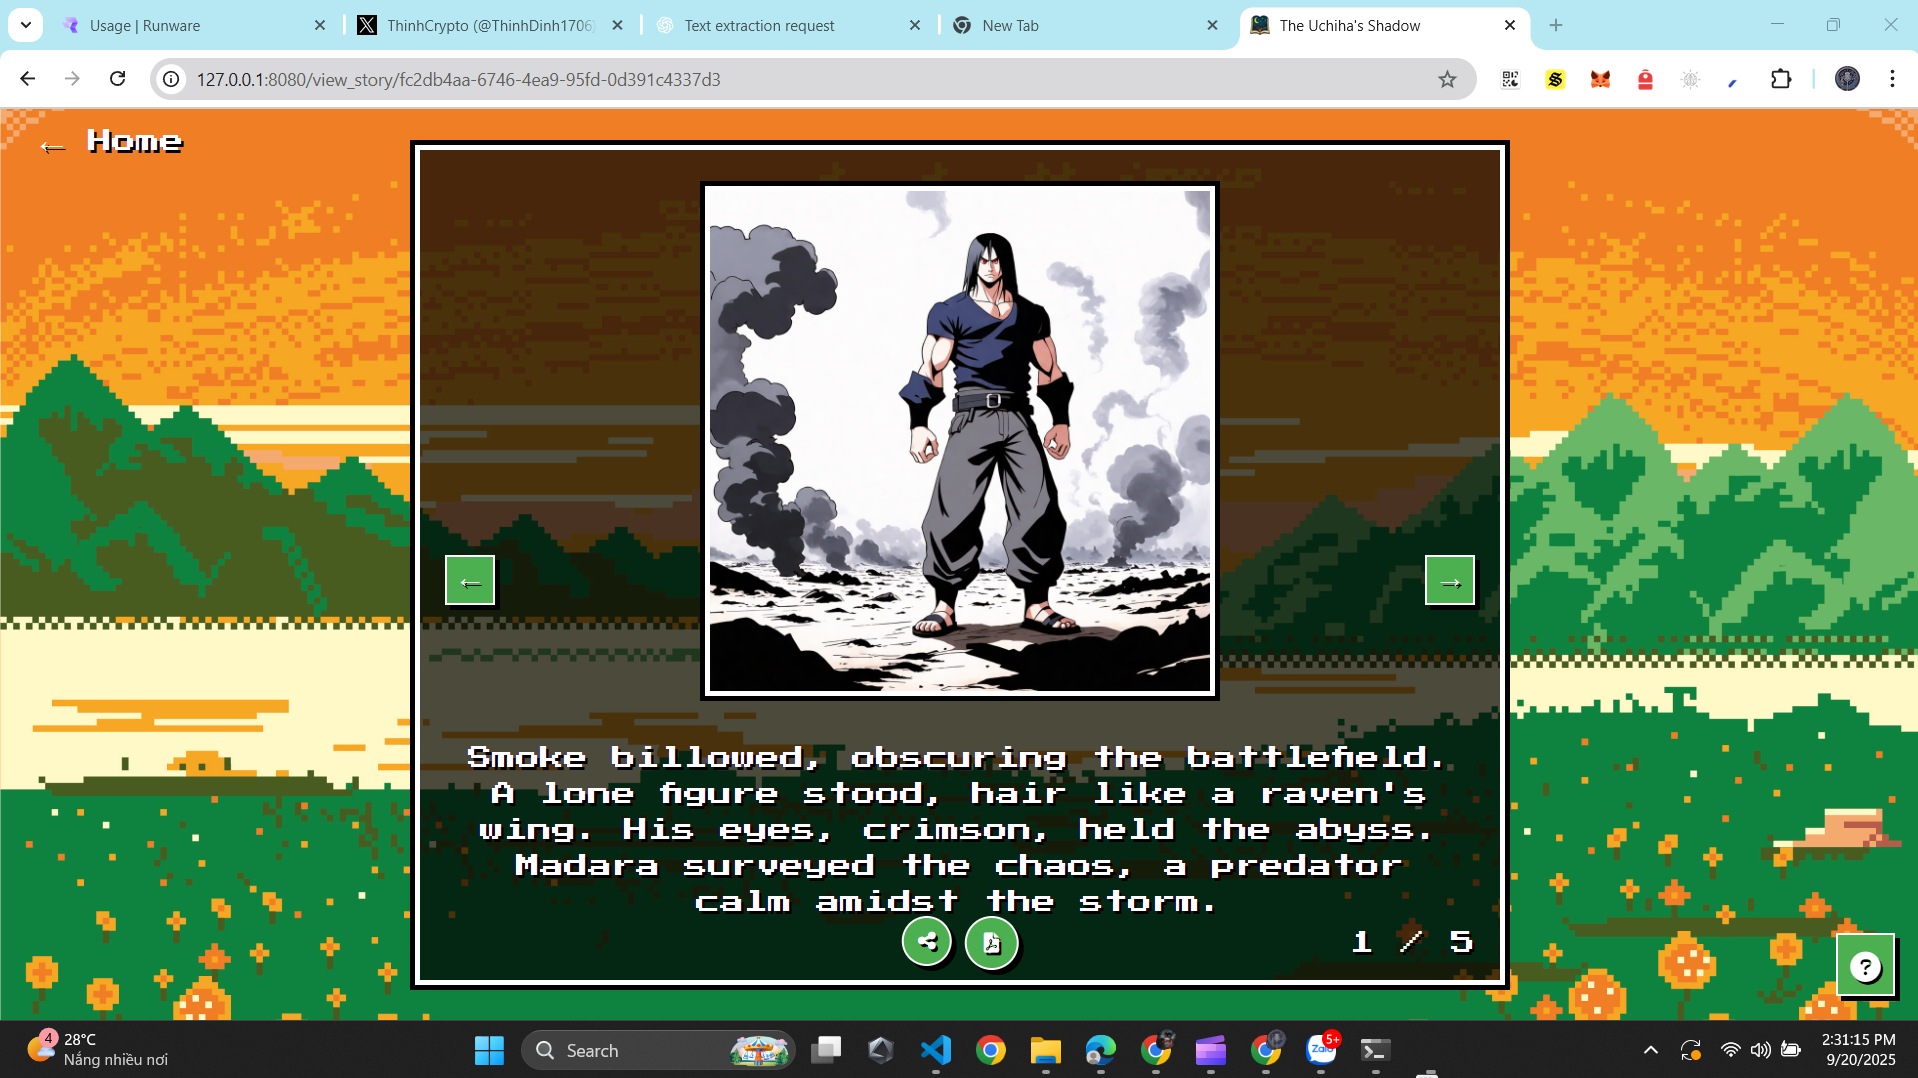 Usage | Runware
ThinhCrypto (@ThinhDinh1706)
Text extraction request
New Tab
The Uchiha's Shadow
127.0.0.1:8080/view_story/fc2db4aa-6746-4ea9-95fd-0d391c4337d3
← Home
Smoke billowed, obscuring the battlefield.
A lone figure stood, hair like a raven's
wing. His eyes, crimson, held the abyss.
Madara surveyed the chaos, a predator
calm amidst the storm.
1 / 5
?
4
28°C
Nắng nhiều nơi
Search
Zalo
5+
2:31:15 PM
9/20/2025